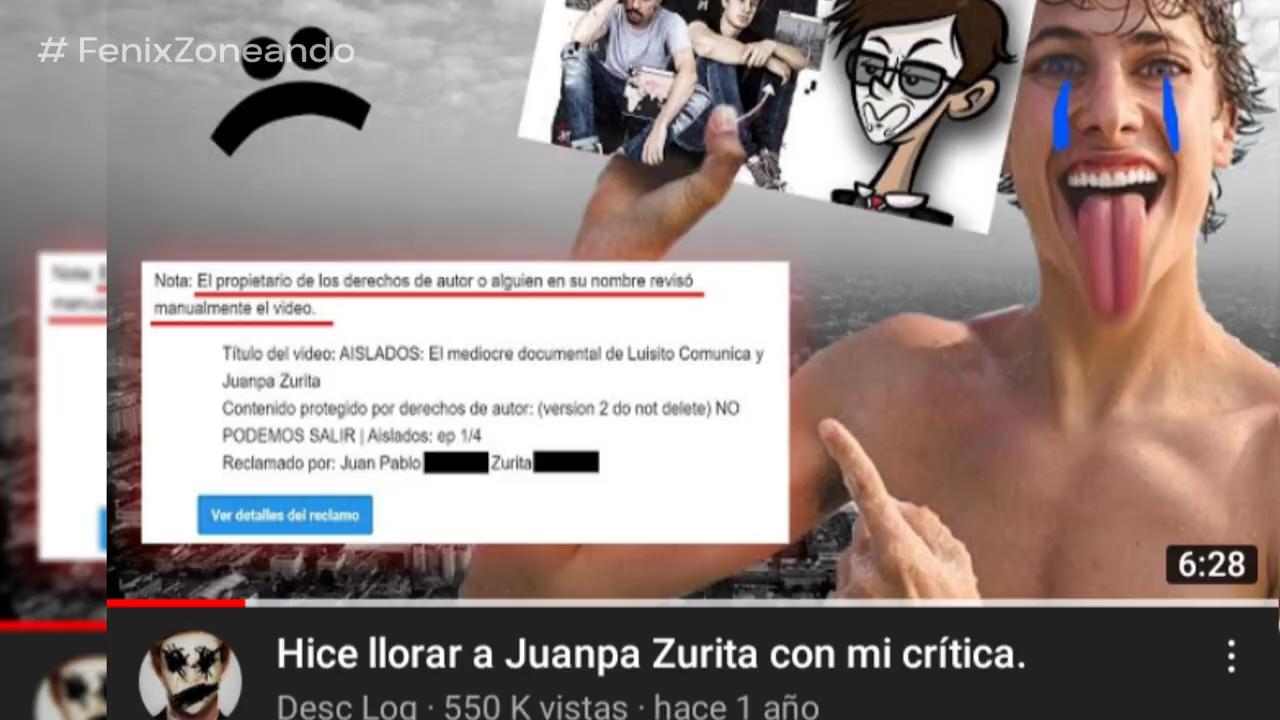 # FenixZoneando
Nota: El propietario de los derechos de autor o alguien en su nombre revisó
manualmente el video.
Título del video: AISLADOS: El mediocre documental de Luisito Comunica y
Juanpa Zurita
Contenido protegido por derechos de autor: (version 2 do not delete) NO
PODEMOS SALIR | Aislados: ep 1/4
Reclamado por: Juan Pablo Zurita
Ver detalles del reclamo
6:28
Hice llorar a Juanpa Zurita con mi crítica.
Desc Log · 550 K vistas · hace 1 año